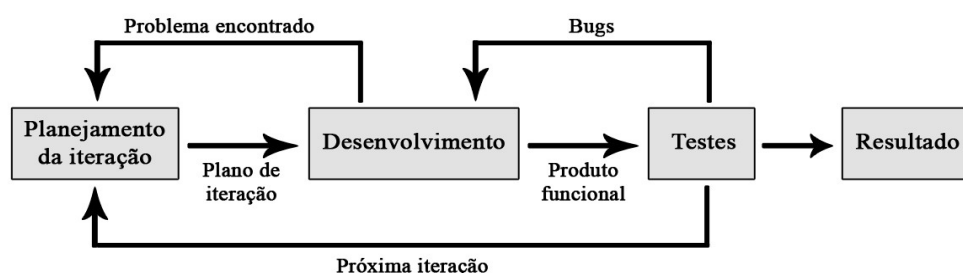 Problema encontrado
Bugs
Planejamento
da iteração
Desenvolvimento
Testes
Resultado
Plano de
iteração
Produto
funcional
Próxima iteração